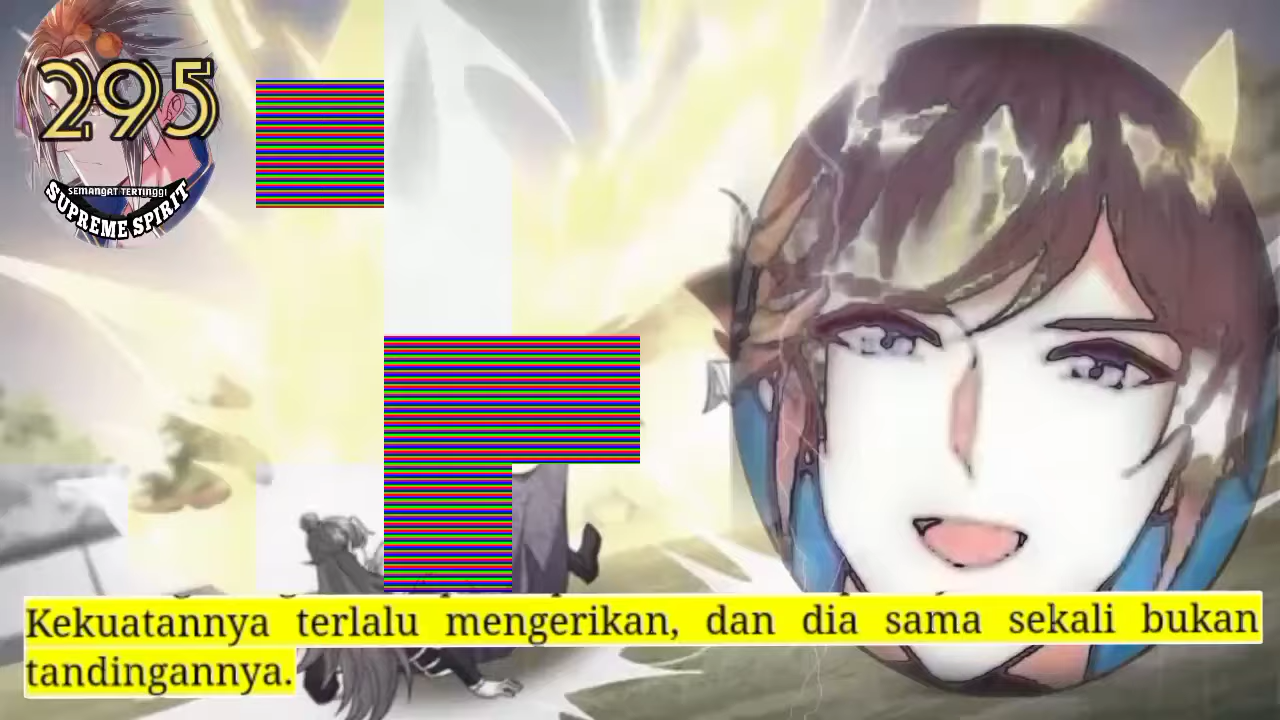 295
SEMANGAT TERTINGGI
SUPREME SPIRIT
Kekuatannya terlalu mengerikan, dan dia sama sekali bukan
tandingannya.